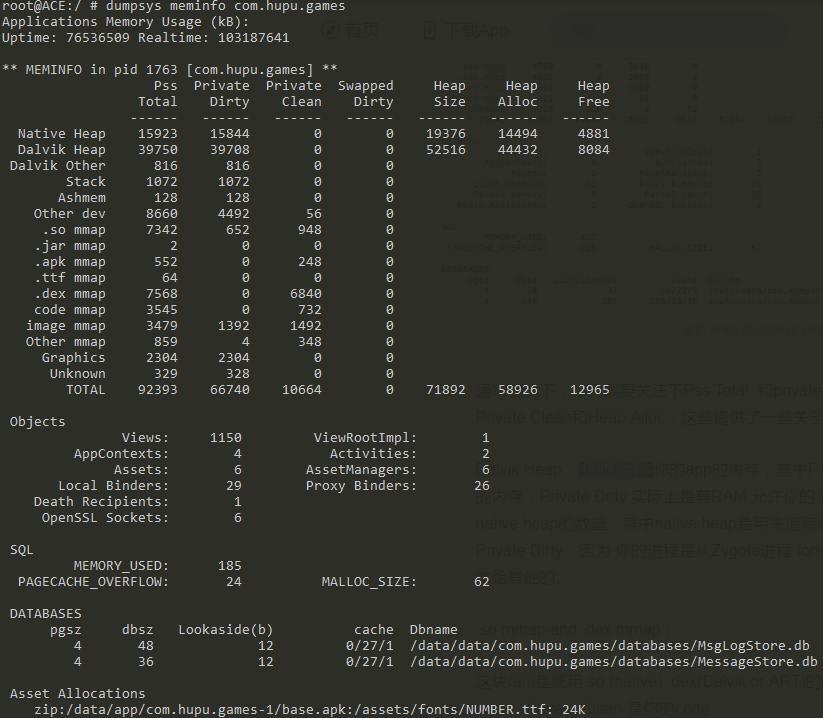 root@ACE:/ # dumpsys meminfo com.hupu.games
Applications Memory Usage (kB):
Uptime: 76536509 Realtime: 103187641
** MEMINFO in pid 1763 [com.hupu.games] **
Pss Private Private Swapped Heap Heap Heap
Total Dirty Clean Dirty Size Alloc Free
------ ------ ------ ------ ------ ------ ------
Native Heap 15923 15844 0 0 19376 14494 4881
Dalvik Heap 39750 39708 0 0 52516 44432 8084
Dalvik Other 816 816 0 0
Stack 1072 1072 0 0
Ashmem 128 128 0 0
Other dev 8660 4492 56 0
.so mmap 7342 652 948 0
.jar mmap 2 0 0 0
.apk mmap 552 0 248 0
.ttf mmap 64 0 0 0
.dex mmap 7568 0 6840 0
code mmap 3545 0 732 0
image mmap 3479 1392 1492 0
Other mmap 859 4 348 0
Graphics 2304 2304 0 0
Unknown 329 328 0 0
TOTAL 92393 66740 10664 0 71892 58926 12965
Objects
Views: 1150 ViewRootImpl: 1
AppContexts: 4 Activities: 2
Assets: 6 AssetManagers: 6
Local Binders: 29 Proxy Binders: 26
Death Recipients: 1
OpenSSL Sockets: 6
SQL
MEMORY_USED: 185
PAGECACHE_OVERFLOW: 24 MALLOC_SIZE: 62
DATABASES
pgsz dbsz Lookaside(b) cache Dbname
4 48 12 0/27/1 /data/data/com.hupu.games/databases/MsgLogStore.db
4 36 12 0/27/1 /data/data/com.hupu.games/databases/MessageStore.db
Asset Allocations
zip:/data/app/com.hupu.games-1/base.apk:/assets/fonts/NUMBER.ttf: 24K